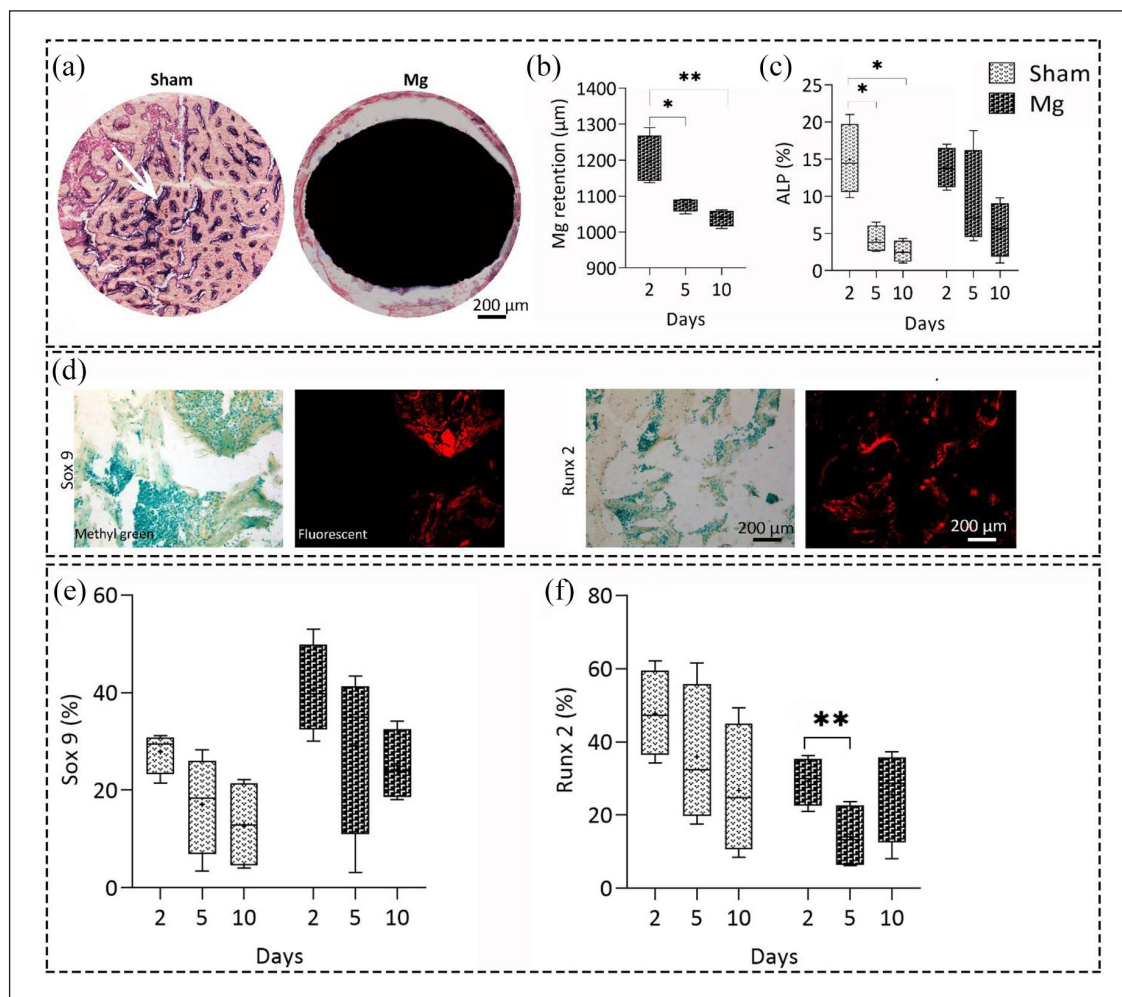 (a)
Sham
Mg
200 µm
(b)
Mg retention (µm)
1400
1300
1200
1100
1000
900
**
*
2 5 10
Days
(c)
ALP (%)
25
20
15
10
5
0
*
*
2 5 10 2 5 10
Days
Sham
Mg
(d)
Sox 9
Methyl green
Fluorescent
Runx 2
200 µm
200 µm
(e)
Sox 9 (%)
60
40
20
0
2 5 10 2 5 10
Days
(f)
Runx 2 (%)
80
60
40
20
0
**
2 5 10 2 5 10
Days